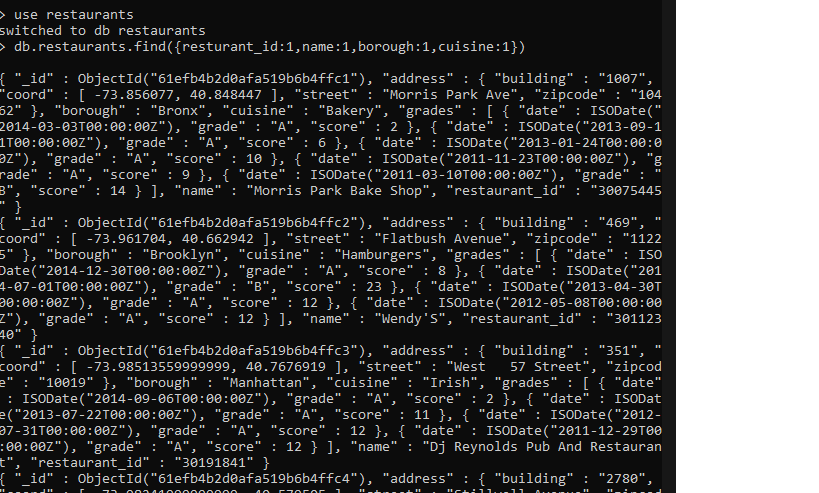 > use restaurants
switched to db restaurants
> db.restaurants.find({resturant_id:1,name:1,borough:1,cuisine:1})
{ "_id" : ObjectId("61efb4b2d0afa519b6b4ffc1"), "address" : { "building" : "1007",
"coord" : [ -73.856077, 40.848447 ], "street" : "Morris Park Ave", "zipcode" : "104
62" }, "borough" : "Bronx", "cuisine" : "Bakery", "grades" : [ { "date" : ISODate("
2014-03-03T00:00:00Z"), "grade" : "A", "score" : 2 }, { "date" : ISODate("2013-09-1
1T00:00:00Z"), "grade" : "A", "score" : 6 }, { "date" : ISODate("2013-01-24T00:00:0
0Z"), "grade" : "A", "score" : 10 }, { "date" : ISODate("2011-11-23T00:00:00Z"), "g
rade" : "A", "score" : 9 }, { "date" : ISODate("2011-03-10T00:00:00Z"), "grade" : "
B", "score" : 14 } ], "name" : "Morris Park Bake Shop", "restaurant_id" : "30075445
" }
{ "_id" : ObjectId("61efb4b2d0afa519b6b4ffc2"), "address" : { "building" : "469", "
coord" : [ -73.961704, 40.662942 ], "street" : "Flatbush Avenue", "zipcode" : "1122
5" }, "borough" : "Brooklyn", "cuisine" : "Hamburgers", "grades" : [ { "date" : ISO
Date("2014-12-30T00:00:00Z"), "grade" : "A", "score" : 8 }, { "date" : ISODate("201
4-07-01T00:00:00Z"), "grade" : "B", "score" : 23 }, { "date" : ISODate("2013-04-30T
00:00:00Z"), "grade" : "A", "score" : 12 }, { "date" : ISODate("2012-05-08T00:00:00
Z"), "grade" : "A", "score" : 12 } ], "name" : "Wendy'S", "restaurant_id" : "301123
40" }
{ "_id" : ObjectId("61efb4b2d0afa519b6b4ffc3"), "address" : { "building" : "351", "
coord" : [ -73.98513559999999, 40.7676919 ], "street" : "West   57 Street", "zipcod
e" : "10019" }, "borough" : "Manhattan", "cuisine" : "Irish", "grades" : [ { "date"
: ISODate("2014-09-06T00:00:00Z"), "grade" : "A", "score" : 2 }, { "date" : ISODat
e("2013-07-22T00:00:00Z"), "grade" : "A", "score" : 11 }, { "date" : ISODate("2012-
07-31T00:00:00Z"), "grade" : "A", "score" : 12 }, { "date" : ISODate("2011-12-29T00
:00:00Z"), "grade" : "A", "score" : 12 } ], "name" : "Dj Reynolds Pub And Restauran
t", "restaurant_id" : "30191841" }
{ "_id" : ObjectId("61efb4b2d0afa519b6b4ffc4"), "address" : { "building" : "2780",